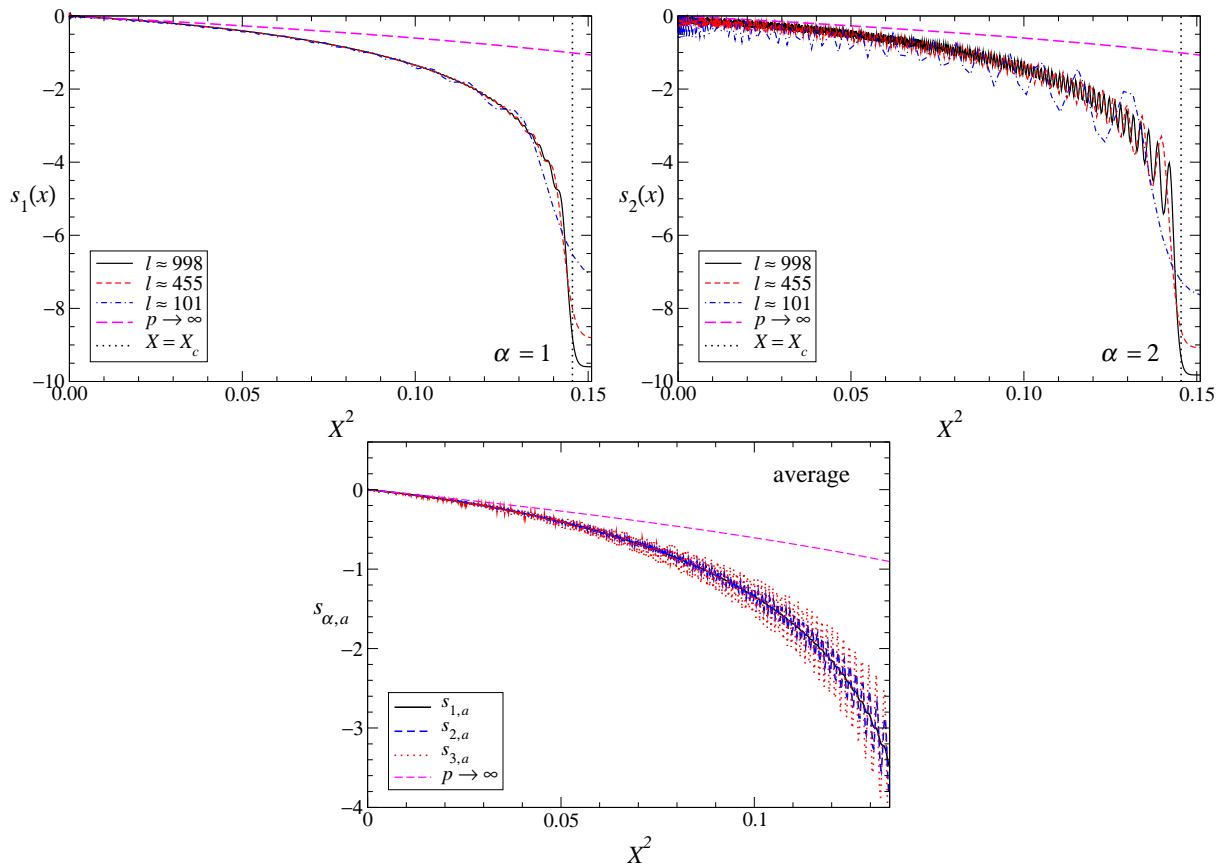 0
−2
−4
−6
−8
−10
s1(x)
0.00
0.05
0.10
0.15
X²
l ≈ 998
l ≈ 455
l ≈ 101
p → ∞
X = Xc
α = 1
0
−2
−4
−6
−8
−10
s2(x)
0.00
0.05
0.10
0.15
X²
l ≈ 998
l ≈ 455
l ≈ 101
p → ∞
X = Xc
α = 2
average
0
−1
−2
−3
−4
sα,a
0
0.05
0.1
X²
s1,a
s2,a
s3,a
p → ∞